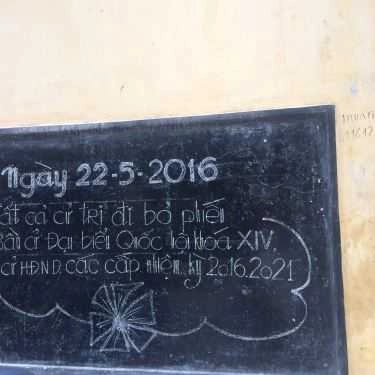 Ngày 22-5-2016
ất cả cử tri đi bỏ phiếu
bầu cử Đại biểu Quốc hội khoá XIV,
cử HĐND các cấp nhiệm kỳ 2016.2021